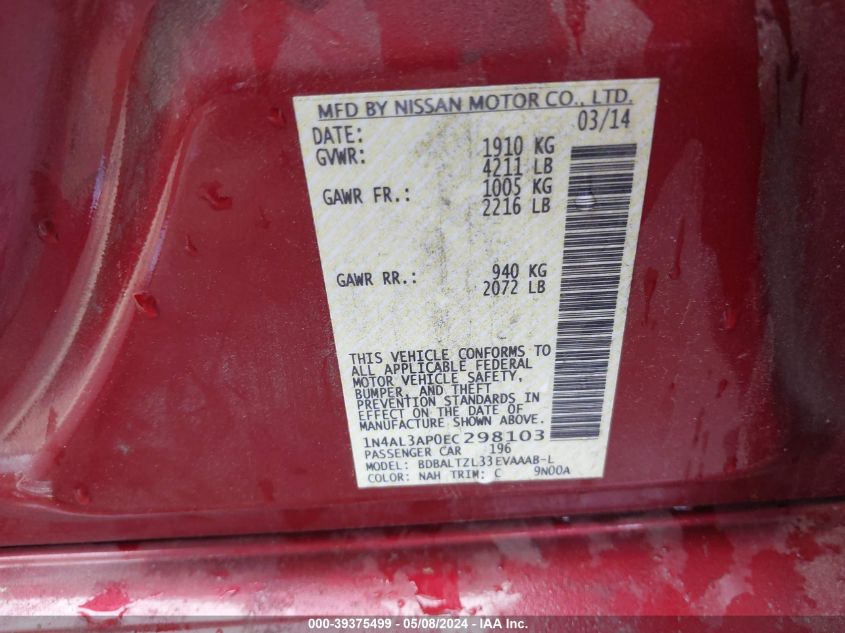 MFD BY NISSAN MOTOR CO., LTD.
DATE: 03/14
GVWR: 1910 KG
4211 LB
GAWR FR.: 1005 KG
2216 LB
GAWR RR.: 940 KG
2072 LB
THIS VEHICLE CONFORMS TO
ALL APPLICABLE FEDERAL
MOTOR VEHICLE SAFETY,
BUMPER, AND THEFT
PREVENTION STANDARDS IN
EFFECT ON THE DATE OF
MANUFACTURE SHOWN ABOVE.
1N4AL3AP0EC298103
PASSENGER CAR 196
MODEL: BDBALTZL33EVAAAB-L
COLOR: NAH TRIM: C 9N00A
000-39375499 - 05/08/2024 - IAAI.COM